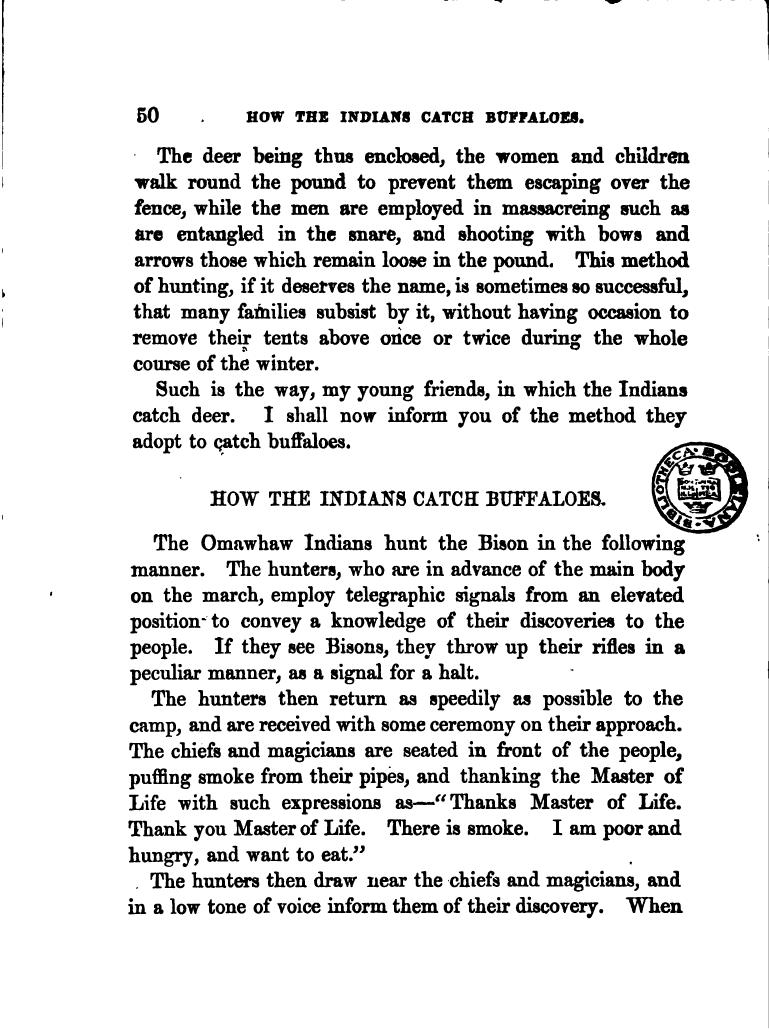 50 HOW THE INDIANS CATCH BUFFALOES.
The deer being thus enclosed, the women and children
walk round the pound to prevent them escaping over the
fence, while the men are employed in massacreing such as
are entangled in the snare, and shooting with bows and
arrows those which remain loose in the pound. This method
of hunting, if it deserves the name, is sometimes so successful,
that many families subsist by it, without having occasion to
remove their tents above once or twice during the whole
course of the winter.
Such is the way, my young friends, in which the Indians
catch deer. I shall now inform you of the method they
adopt to catch buffaloes.
BIBLIOTHECA BODLEIANA
HOW THE INDIANS CATCH BUFFALOES.
The Omawhaw Indians hunt the Bison in the following
manner. The hunters, who are in advance of the main body
on the march, employ telegraphic signals from an elevated
position to convey a knowledge of their discoveries to the
people. If they see Bisons, they throw up their rifles in a
peculiar manner, as a signal for a halt.
The hunters then return as speedily as possible to the
camp, and are received with some ceremony on their approach.
The chiefs and magicians are seated in front of the people,
puffing smoke from their pipes, and thanking the Master of
Life with such expressions as—“Thanks Master of Life.
Thank you Master of Life. There is smoke. I am poor and
hungry, and want to eat.”
The hunters then draw near the chiefs and magicians, and
in a low tone of voice inform them of their discovery. When